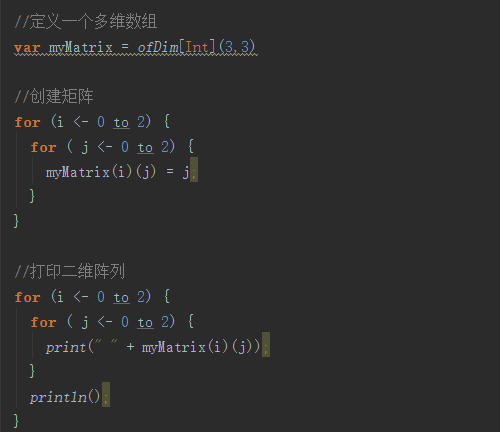 //定义一个多维数组
var myMatrix = ofDim[Int](3,3)
//创建矩阵
for (i <- 0 to 2) {
for ( j <- 0 to 2) {
myMatrix(i)(j) = j;
}
}
//打印二维阵列
for (i <- 0 to 2) {
for ( j <- 0 to 2) {
print(" " + myMatrix(i)(j));
}
println();
}